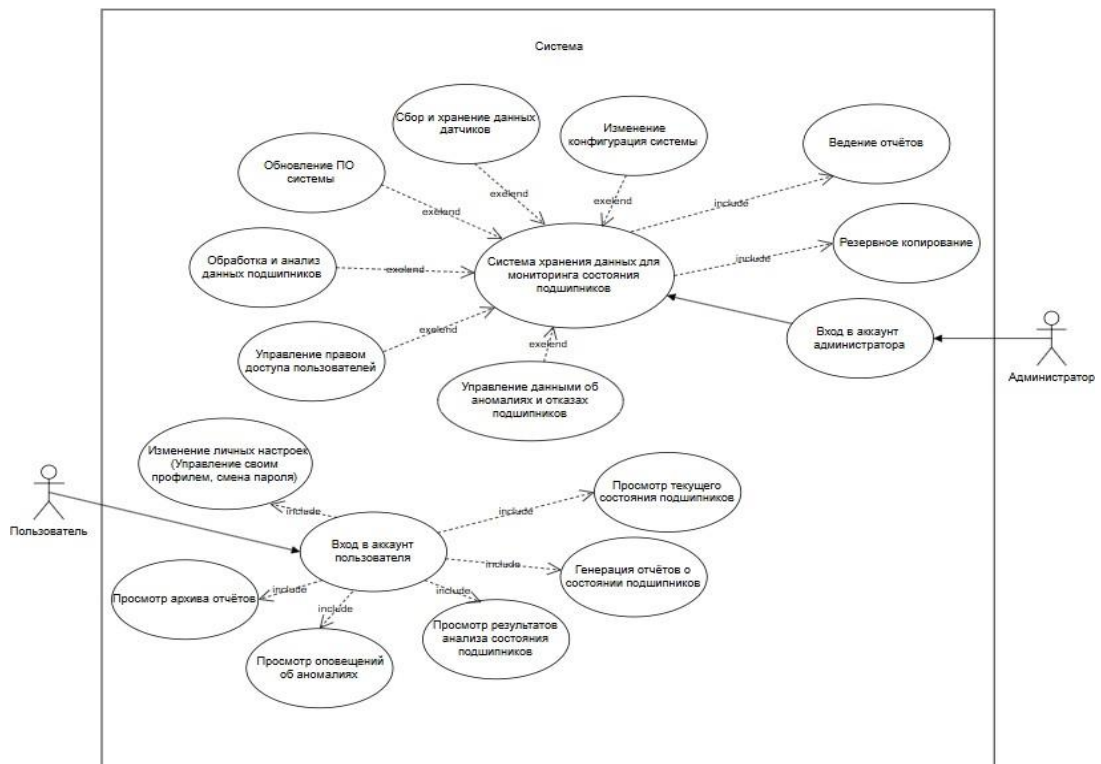 Система
Сбор и хранение данных
датчиков
Изменение
конфигурация системы
Ведение отчётов
Обновление ПО
системы
exelend
exelend
exelend
include
Резервное копирование
include
Обработка и анализ
данных подшипников
exelend
Система хранения данных для
мониторинга состояния
подшипников
Вход в аккаунт
администратора
Администратор
Управление правом
доступа пользователей
exelend
exelend
Управление данными об
аномалиях и отказах
подшипников
Изменение личных настроек
(Управление своим
профилем, смена пароля)
Просмотр текущего
состояния подшипников
Пользователь
include
include
Вход в аккаунт
пользователя
include
Генерация отчётов о
состоянии подшипников
Просмотр архива отчётов
include
include
include
Просмотр результатов
анализа состояния
подшипников
Просмотр оповещений
об аномалиях